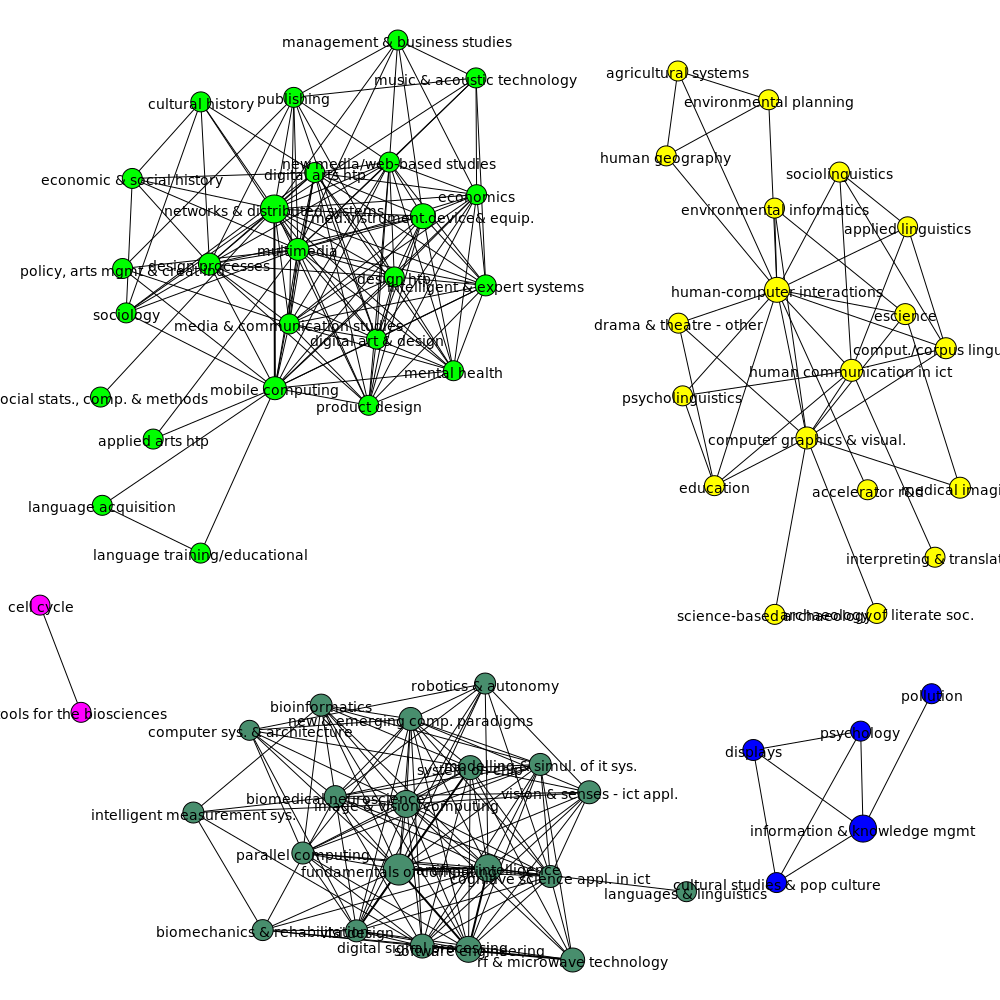 management & business studies
music & acoustic technology
cultural history
publishing
new media/web-based studies
digital arts htp
economic & social history
economics
networks & distributed systems
med.instrument.device& equip.
multimedia
design processes
policy, arts mgmt & creative
design htp
intelligent & expert systems
sociology
media & communication studies
digital art & design
mental health
mobile computing
product design
ocial stats., comp. & methods
applied arts htp
language acquisition
language training/educational
agricultural systems
environmental planning
human geography
sociolinguistics
environmental informatics
applied linguistics
human-computer interactions
escience
drama & theatre - other
comput./corpus lingu
human communication in ict
psycholinguistics
computer graphics & visual.
education
accelerator r&d
medical imagi
interpreting & translat
science-based archaeology
archaeology of literate soc.
cell cycle
ools for the biosciences
robotics & autonomy
bioinformatics
new & emerging comp. paradigms
computer sys. & architecture
modelling & simul. of it sys.
system on chip
vision & senses - ict appl.
biomedical neuroscience
image & vision computing
intelligent measurement sys.
parallel computing
fundamentals of computing
artificial intelligence
cognitive science appl. in ict
languages & linguistics
biomechanics & rehabilitation
vlsi design
digital signal processing
software engineering
rf & microwave technology
pollution
psychology
displays
information & knowledge mgmt
cultural studies & pop culture